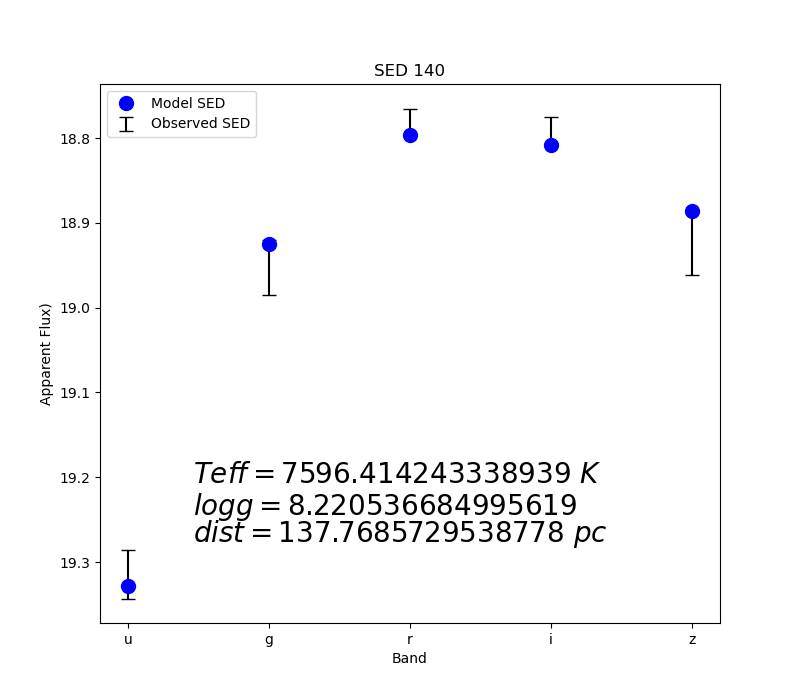 SED 140
Model SED
Observed SED
18.8
18.9
19.0
19.1
19.2
19.3
Apparent Flux)
Teff = 7596.414243338939 K
logg = 8.220536684995619
dist = 137.7685729538778 pc
u g r i z
Band